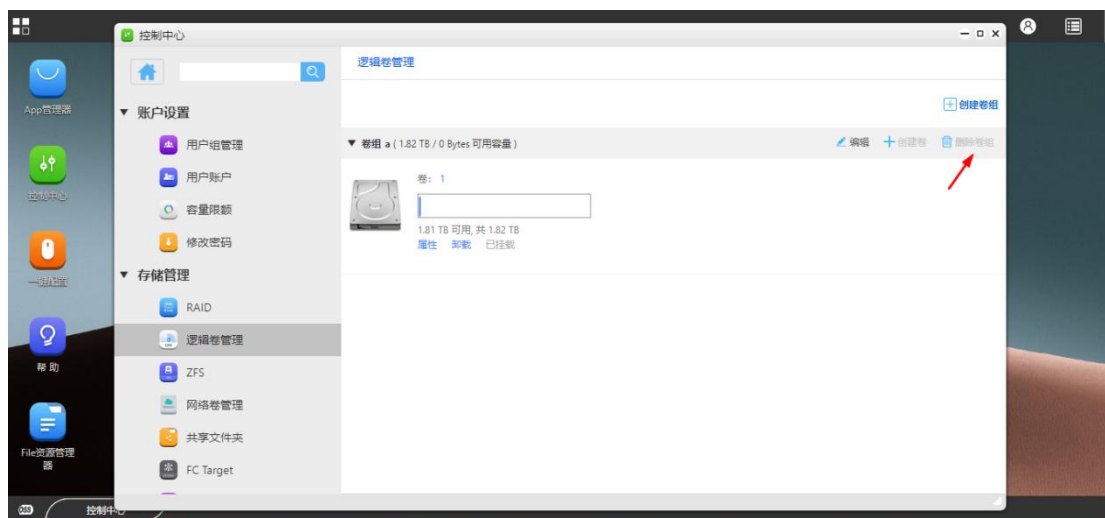 控制中心
App管理器
控制中心
一键配置
帮 助
File资源管理
器
账户设置
用户组管理
用户账户
容量限额
修改密码
存储管理
RAID
逻辑卷管理
ZFS
网络卷管理
共享文件夹
FC Target
逻辑卷管理
创建卷组
卷组 a ( 1.82 TB / 0 Bytes 可用容量 )
编辑 创建卷 删除卷组
卷: 1
1.81 TB 可用, 共 1.82 TB
属性 卸载 已挂载
控制中心